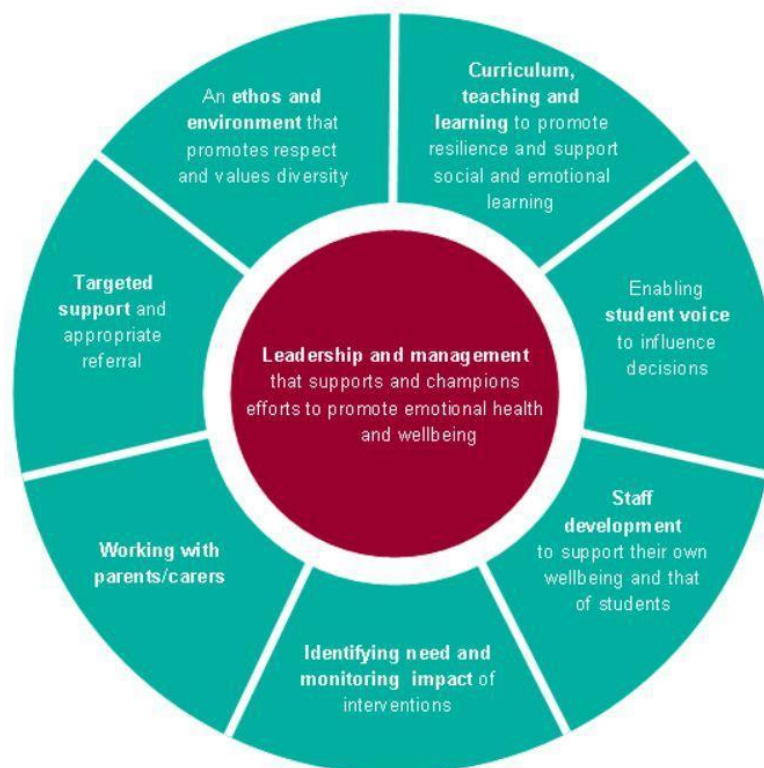 An ethos and
environment that
promotes respect
and values diversity
Curriculum,
teaching and
learning to promote
resilience and support
social and emotional
learning
Enabling
student voice
to influence
decisions
Staff
development
to support their own
wellbeing and that
of students
Identifying need and
monitoring impact of
interventions
Working with
parents/carers
Targeted
support and
appropriate
referral
Leadership and management
that supports and champions
efforts to promote emotional health
and wellbeing